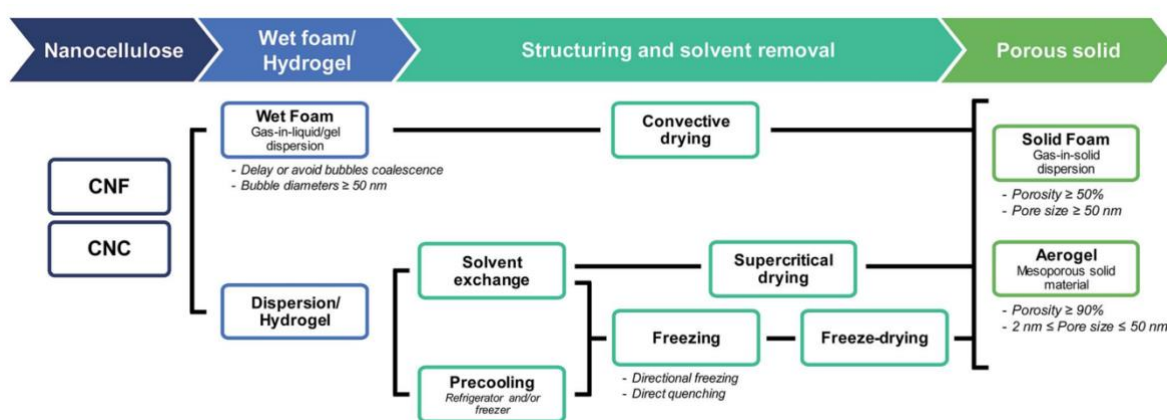 Nanocellulose
Wet foam/
Hydrogel
Structuring and solvent removal
Porous solid
CNF
CNC
Wet Foam
Gas-in-liquid/gel
dispersion
- Delay or avoid bubbles coalescence
- Bubble diameters ≥ 50 nm
Convective
drying
Solid Foam
Gas-in-solid
dispersion
- Porosity ≥ 50%
- Pore size ≥ 50 nm
Dispersion/
Hydrogel
Solvent
exchange
Supercritical
drying
Aerogel
Mesoporous solid
material
- Porosity ≥ 90%
- 2 nm ≤ Pore size ≤ 50 nm
Precooling
Refrigerator and/or
freezer
Freezing
- Directional freezing
- Direct quenching
Freeze-drying